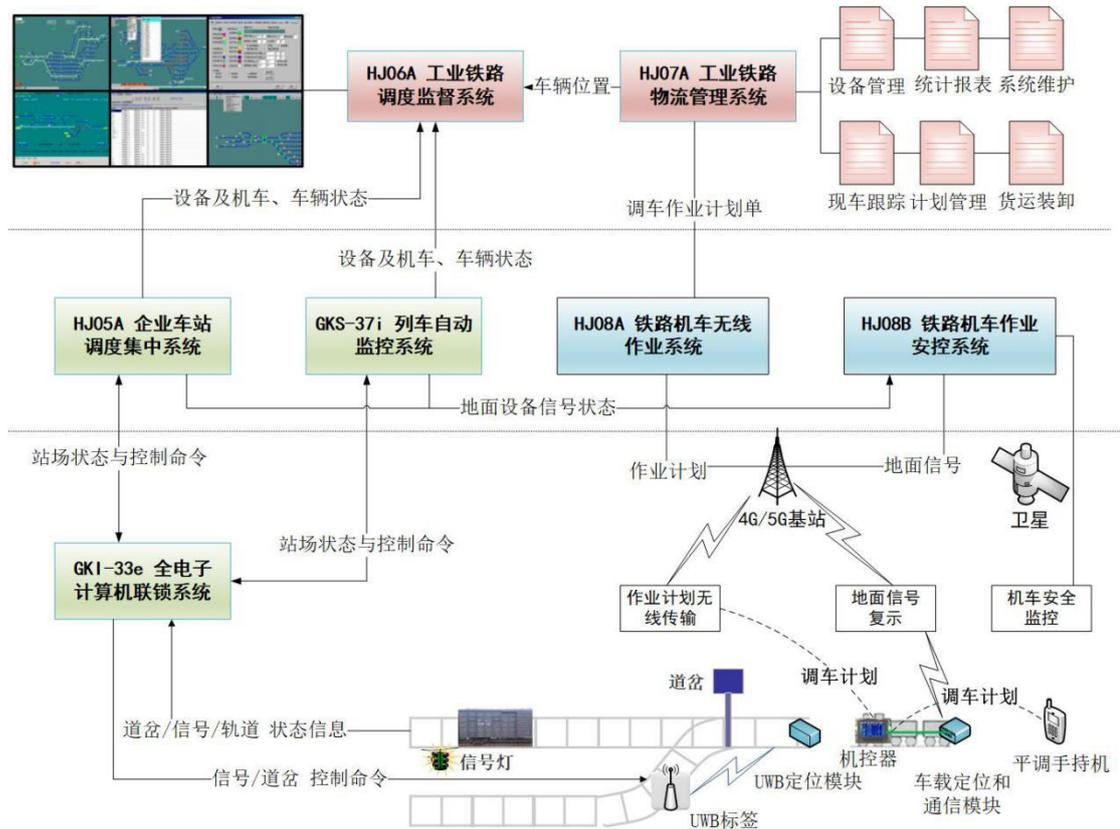 HJ06A 工业铁路
调度监督系统
车辆位置
HJ07A 工业铁路
物流管理系统
设备管理
统计报表
系统维护
现车跟踪
计划管理
货运装卸
设备及机车、车辆状态
调车作业计划单
设备及机车、车辆状态
HJ05A 企业车站
调度集中系统
GKS-37i 列车自动
监控系统
HJ08A 铁路机车无线
作业系统
HJ08B 铁路机车作业
安控系统
地面设备信号状态
站场状态与控制命令
作业计划
地面信号
4G/5G基站
卫星
站场状态与控制命令
GKI-33e 全电子
计算机联锁系统
作业计划无
线传输
地面信号
复示
机车安全
监控
道岔
调车计划
调车计划
道岔/信号/轨道 状态信息
信号灯
机控器
平调手持机
信号/道岔 控制命令
UWB定位模块
车载定位和
通信模块
UWB标签